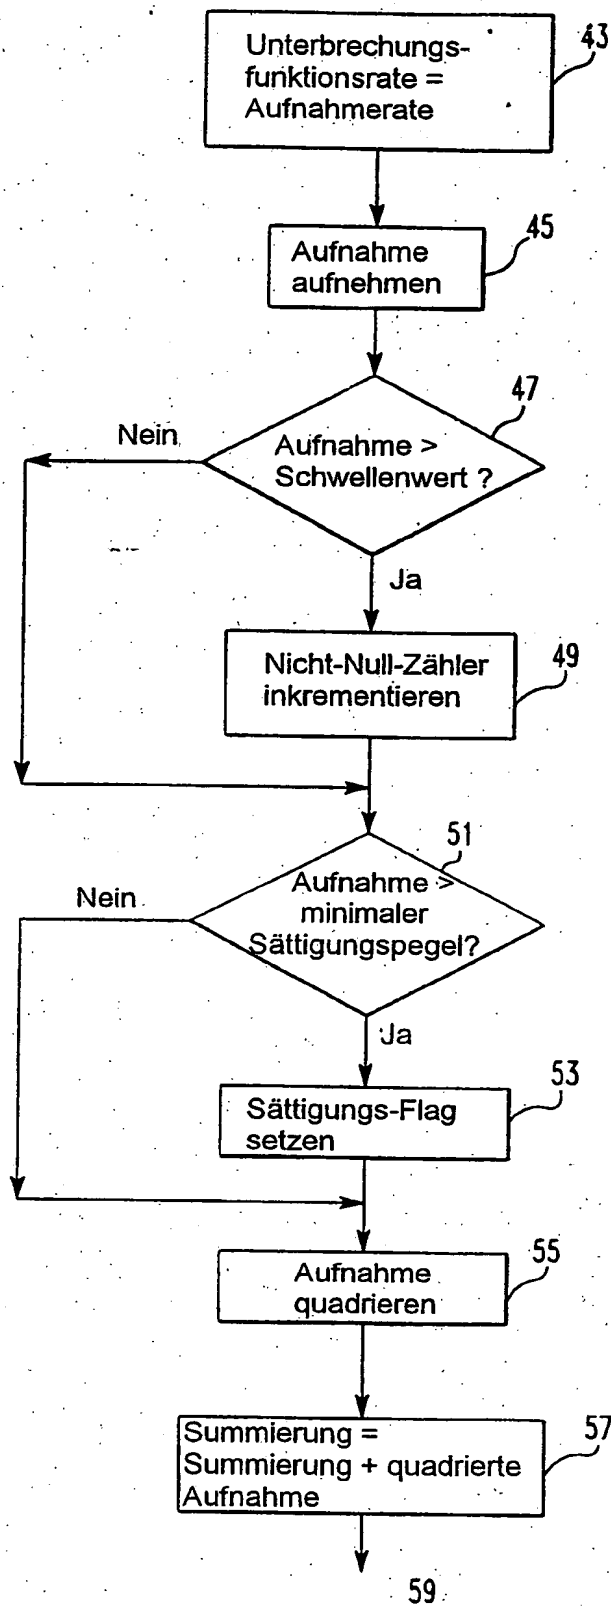 Unterbrechungs-
funktionsrate =
Aufnahmerate
43
Aufnahme
aufnehmen
45
47
Nein
Aufnahme >
Schwellenwert ?
Ja
Nicht-Null-Zähler
inkrementieren
49
51
Nein
Aufnahme >
minimaler
Sättigungspegel?
Ja
53
Sättigungs-Flag
setzen
Aufnahme
quadrieren
55
57
Summierung =
Summierung + quadrierte
Aufnahme
59